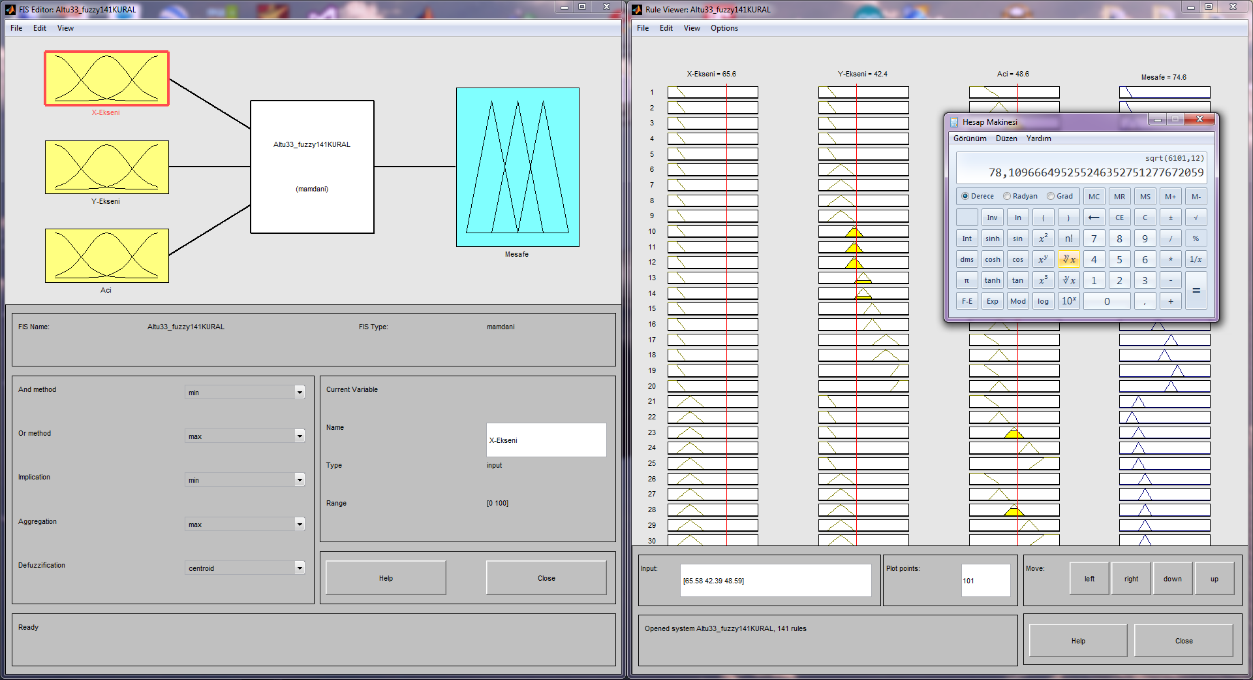 FIS Editor: Altu33_fuzzy141KURAL
File Edit View
X-Ekseni
Y-Ekseni
Aci
Altu33_fuzzy141KURAL
(mamdani)
Mesafe
FIS Name: Altu33_fuzzy141KURAL FIS Type: mamdani
And method min
Or method max
Implication min
Aggregation max
Defuzzification centroid
Current Variable
Name X-Ekseni
Type input
Range [0 100]
Help Close
Ready
Rule Viewer: Altu33_fuzzy141KURAL
File Edit View Options
X-Ekseni = 65.6 Y-Ekseni = 42.4 Aci = 48.6 Mesafe = 74.6
1
2
3
4
5
6
7
8
9
10
11
12
13
14
15
16
17
18
19
20
21
22
23
24
25
26
27
28
29
30
Input: [65.58 42.39 48.59] Plot points: 101 Move: left right down up
Opened system Altu33_fuzzy141KURAL, 141 rules
Help Close
Hesap Makinesi
Görünüm Düzen Yardım
sqrt(6101,12)
78,109666495255246352751277672059
Derece Radyan Grad MC MR MS M+ M-
Inv ln ( ) ← CE C ± √
Int sinh sin x² n! 7 8 9 / %
dms cosh cos xʸ ʸ√x 4 5 6 * 1/x
π tanh tan x³ ³√x 1 2 3 - =
F-E Exp Mod log 10ˣ 0 . +